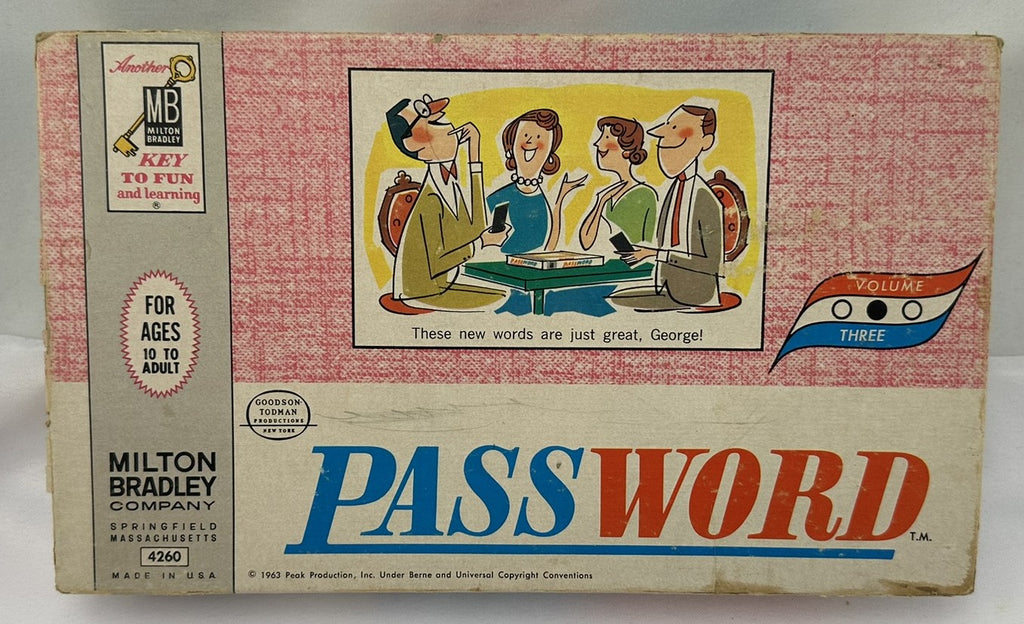 Another
MB
MILTON
BRADLEY
KEY
TO FUN
and learning
®
FOR
AGES
10 TO
ADULT
MILTON
BRADLEY
COMPANY
SPRINGFIELD
MASSACHUSETTS
4260
MADE IN U.S.A.
PASSWORD PASSWORD
These new words are just great, George!
VOLUME
THREE
GOODSON-
TODMAN
PRODUCTIONS
NEW YORK
PASSWORD T.M.
© 1963 Peak Production, Inc. Under Berne and Universal Copyright Conventions